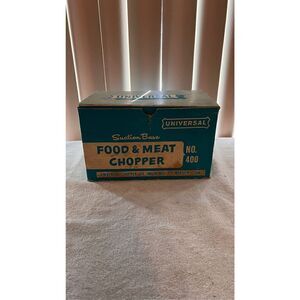 UNIVERSAL
Suction Base
FOOD & MEAT
CHOPPER
NO.
400